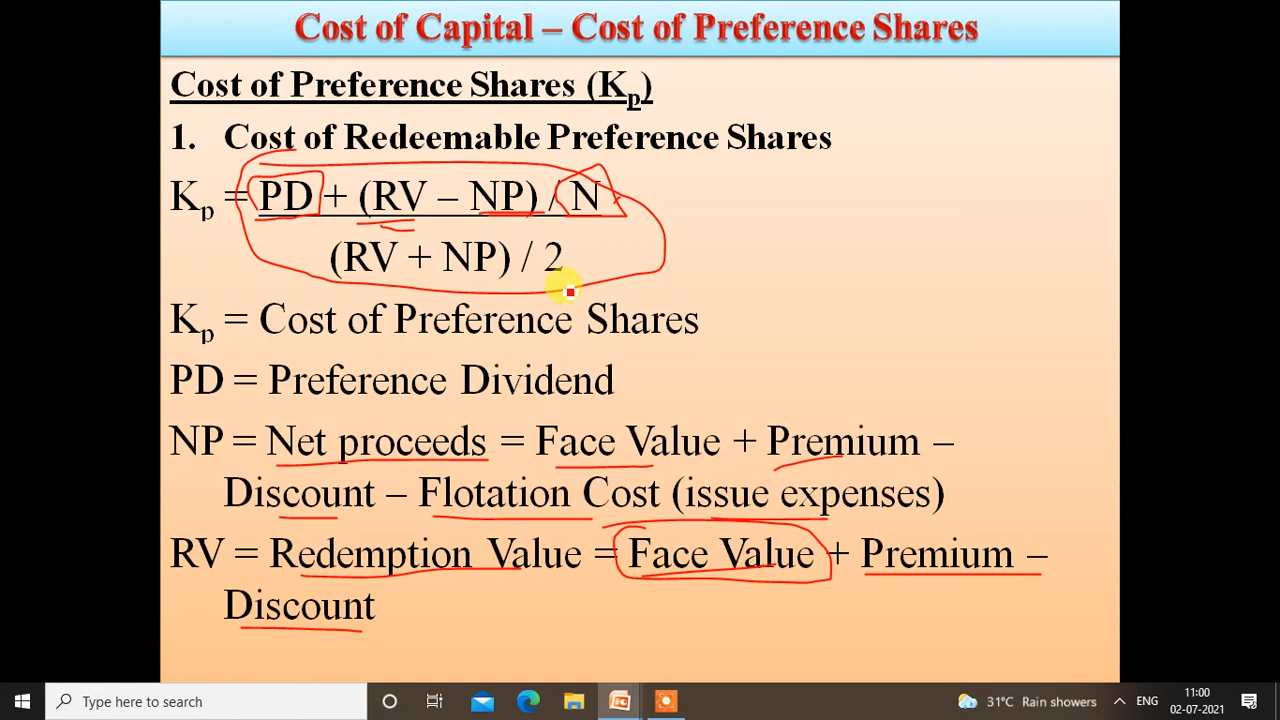 Cost of Capital – Cost of Preference Shares
Cost of Preference Shares (Kp)
1. Cost of Redeemable Preference Shares
Kp = PD + (RV – NP) / N
(RV + NP) / 2
Kp = Cost of Preference Shares
PD = Preference Dividend
NP = Net proceeds = Face Value + Premium –
Discount – Flotation Cost (issue expenses)
RV = Redemption Value = Face Value + Premium –
Discount
Type here to search
31°C Rain showers
ENG
11:00
02-07-2021